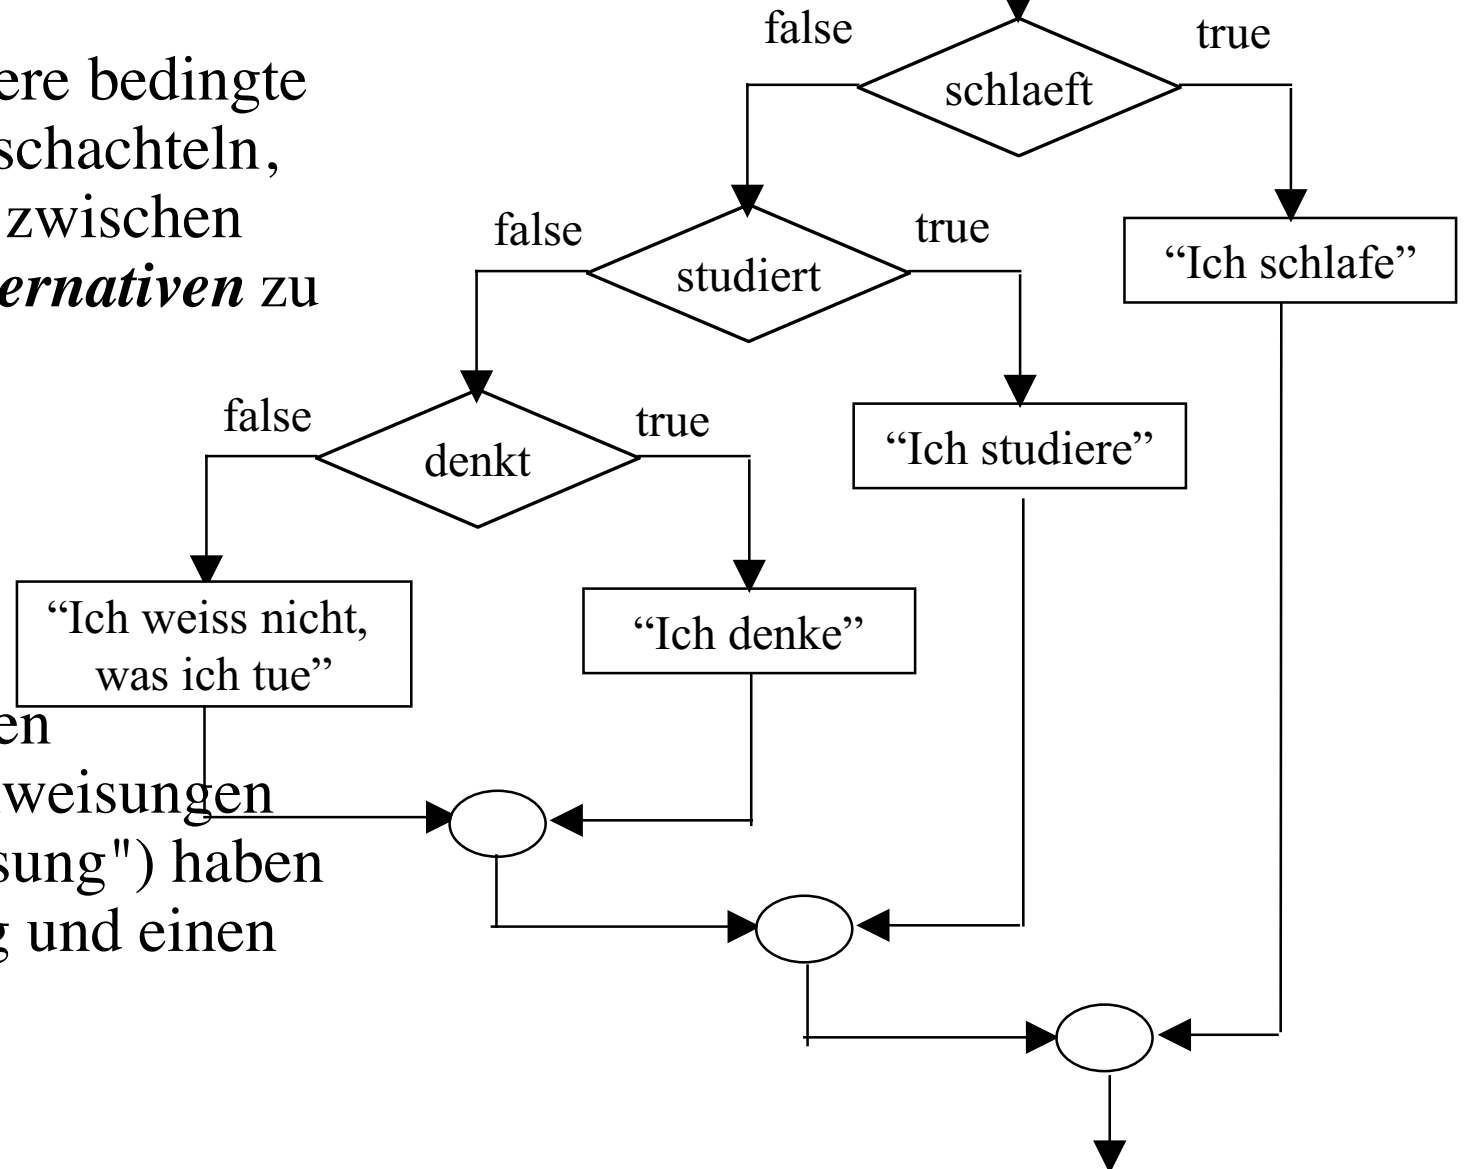 ere bedingte
schachteln,
zwischen
ernativen zu
en
weisungen
sung") haben
g und einen
false
true
schlaeft
false
true
“Ich schlafe”
studiert
false
true
“Ich studiere”
denkt
“Ich weiss nicht,
was ich tue”
“Ich denke”